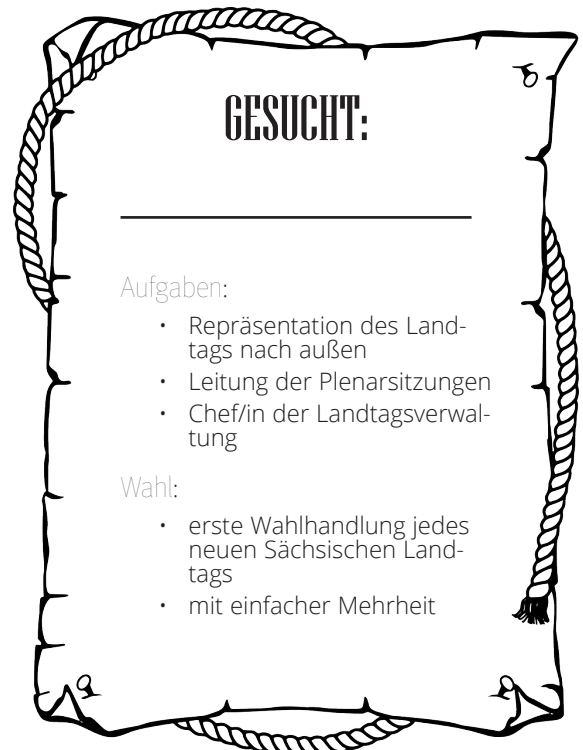 GESUCHT:
Aufgaben:
• Repräsentation des Land-
tags nach außen
• Leitung der Plenarsitzungen
• Chef/in der Landtagsverwal-
tung
Wahl:
• erste Wahlhandlung jedes
neuen Sächsischen Land-
tags
• mit einfacher Mehrheit